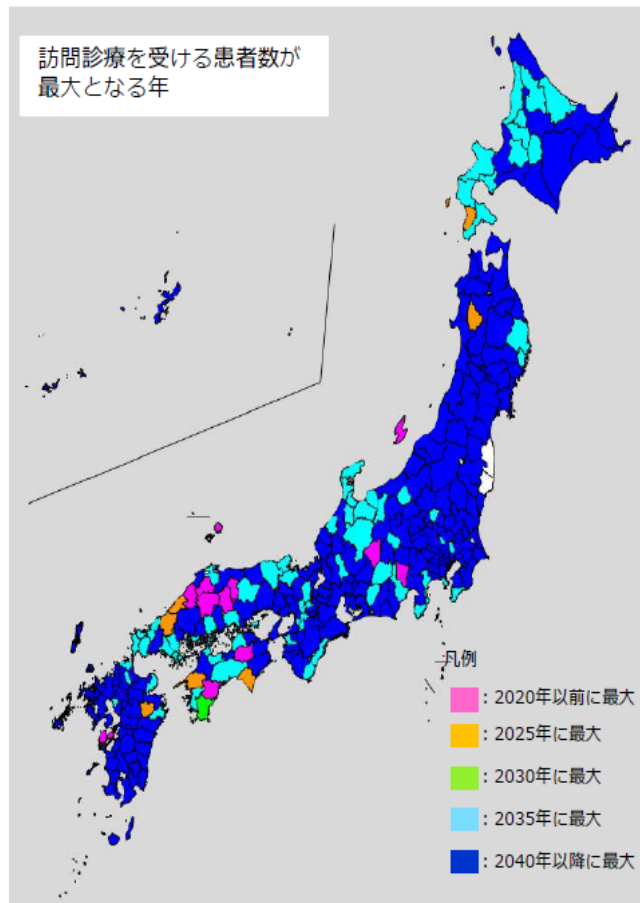 訪問診療を受ける患者数が
最大となる年
凡例
：2020年以前に最大
：2025年に最大
：2030年に最大
：2035年に最大
：2040年以降に最大